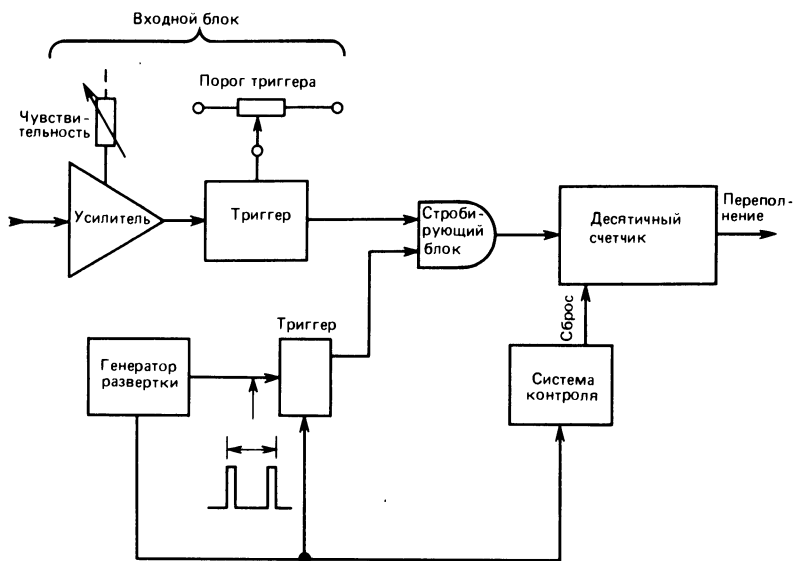 Входной блок
Порог триггера
Чувстви-
тельность
Усилитель
Триггер
Строби-
рующий
блок
Десятичный
счетчик
Перепол-
нение
Сброс
Триггер
Генератор
развертки
Система
контроля